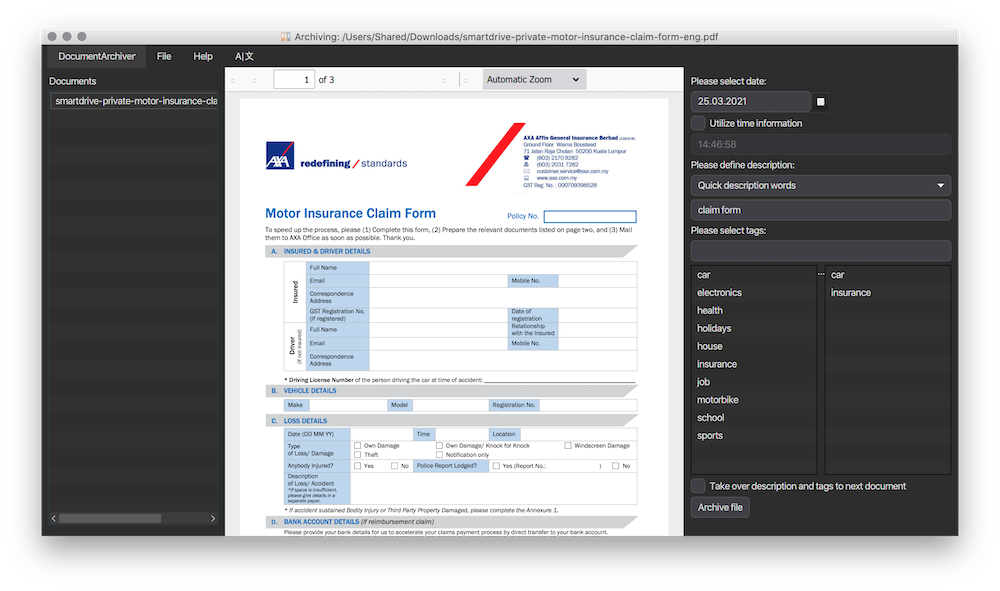 Archiving: /Users/Shared/Downloads/smartdrive-private-motor-insurance-claim-form-eng.pdf
DocumentArchiver File Help A|文
Documents
smartdrive-private-motor-insurance-cla
1 of 3
Automatic Zoom
AXA redefining / standards
AXA Affin General Insurance Berhad
Ground Floor Wisma Boustead
71 Jalan Raja Chulan 50200 Kuala Lumpur
(603) 2170 8282
(603) 2031 7282
customer.service@axa.com.my
www.axa.com.my
GST Reg. No. : 000709398528
Motor Insurance Claim Form
Policy No.
To speed up the process, please (1) Complete this form, (2) Prepare the relevant documents listed on page two, and (3) Mail
them to AXA Office as soon as possible. Thank you.
A. INSURED & DRIVER DETAILS
Insured
Full Name
Email
Mobile No.
Correspondence
Address
GST Registration No.
(If registered)
Date of
registration
Driver
(If not insured)
Full Name
Relationship
with the Insured
Email
Mobile No.
Correspondence
Address
* Driving License Number of the person driving the car at time of accident:
B. VEHICLE DETAILS
Make
Model
Registration No.
C. LOSS DETAILS
Date (DD MM YY)
Time
Location
Type
of Loss/ Damage
Own Damage
Own Damage/ Knock for Knock
Windscreen Damage
Theft
Notification only
Anybody Injured?
Yes
No
Police Report Lodged?
Yes (Report No.: )
No
Description
of Loss/ Accident
*If space is insufficient,
please give details in a
separate paper.
* If accident sustained Bodily Injury or Third Party Property Damaged, please complete the Annexure 1.
D. BANK ACCOUNT DETAILS (If reimbursement claim)
Please provide your bank details for us to accelerate your claims payment process by direct transfer to your bank account.
Please select date:
25.03.2021
Utilize time information
14:46:58
Please define description:
Quick description words
claim form
Please select tags:
car
electronics
health
holidays
house
insurance
job
motorbike
school
sports
...
car
insurance
Take over description and tags to next document
Archive file